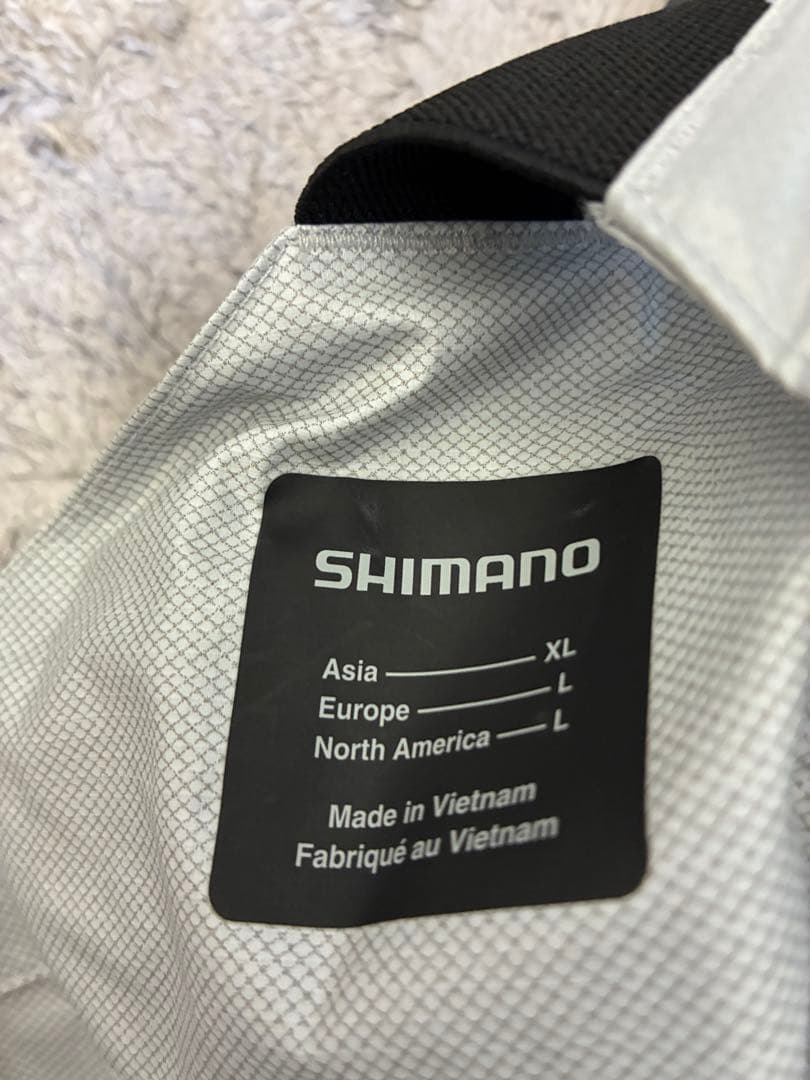 SHIMANO
Asia XL
Europe L
North America L
Made in Vietnam
Fabriqué au Vietnam